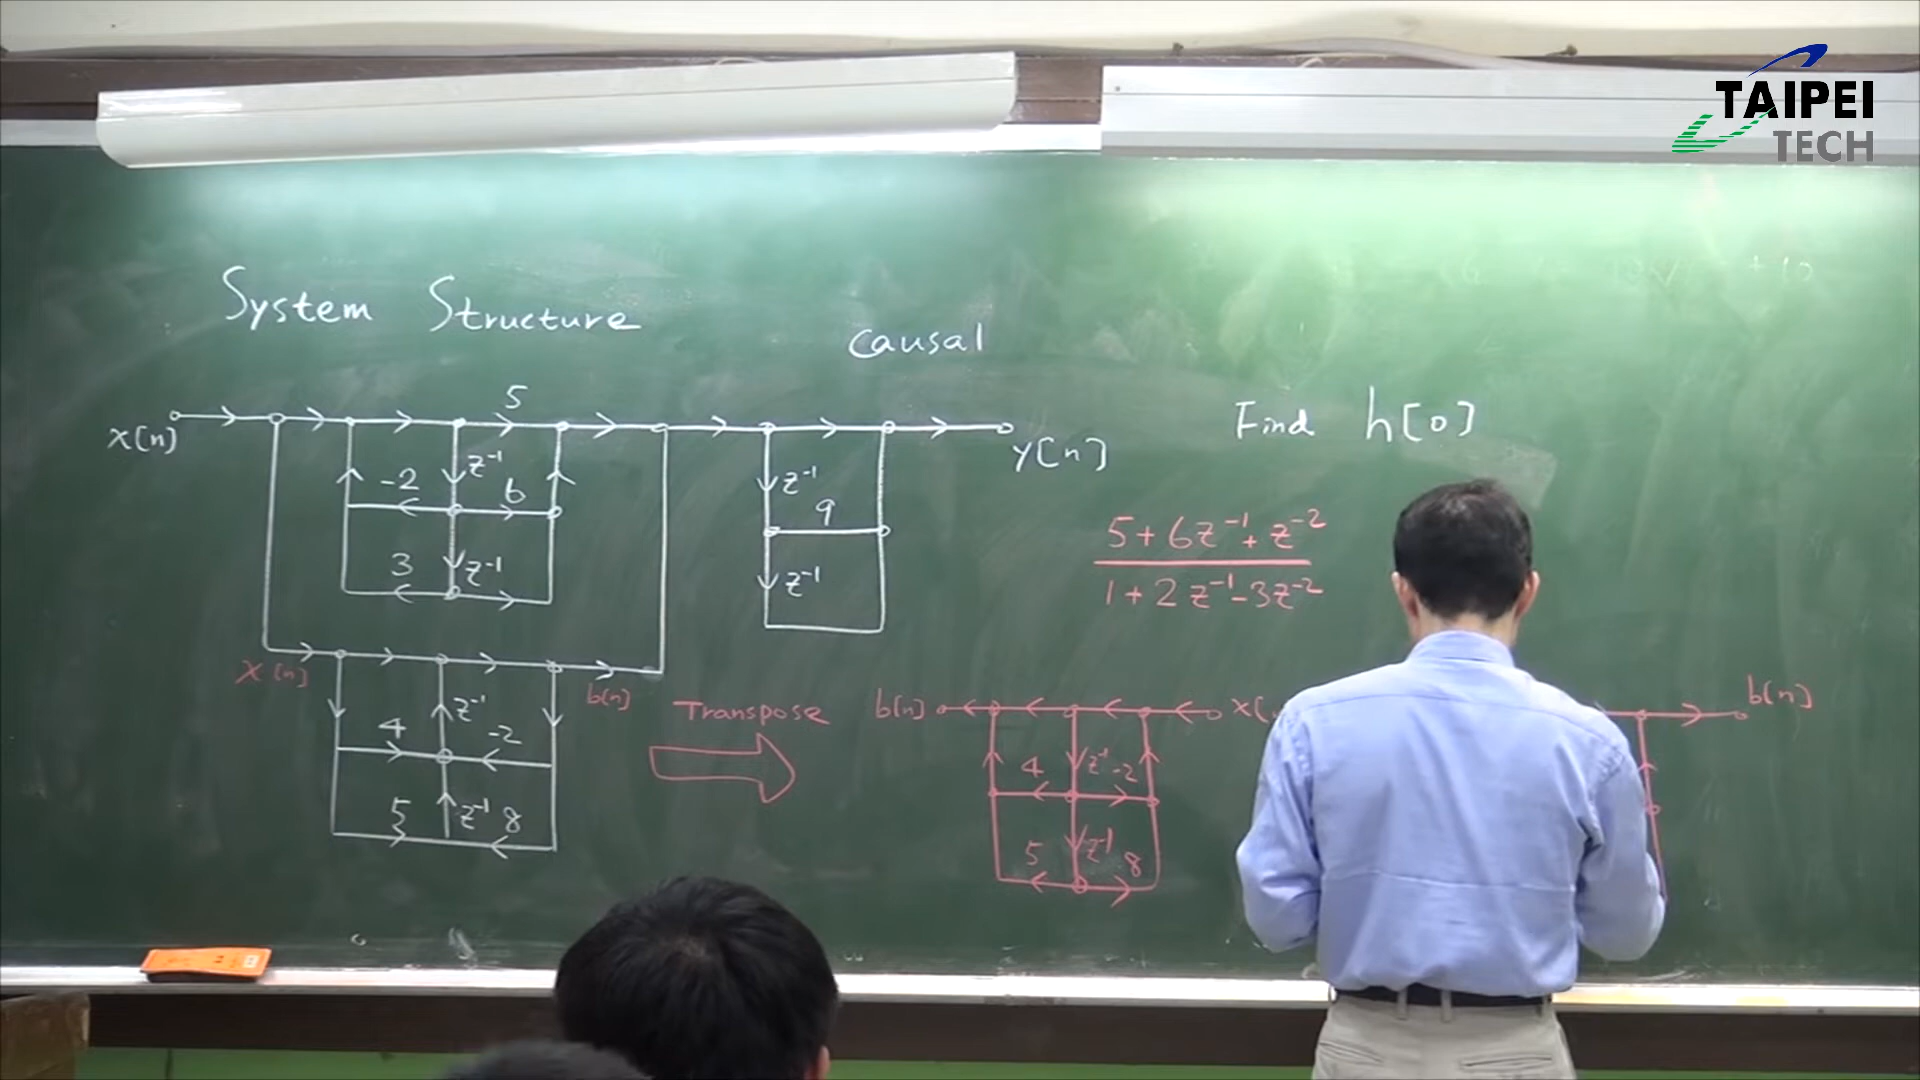 TAIPEI
TECH
System Structure
causal
5
x[n]
y[n]
Find h[0]
-2
z⁻¹
6
z⁻¹
9
3
z⁻¹
z⁻¹
5+6z⁻¹+z⁻²
1+2z⁻¹-3z⁻²
x[n]
b[n]
Transpose
b[n]
x[
b[n]
4
z⁻¹
-2
4
z⁻¹
-2
5
z⁻¹
8
5
z⁻¹
8